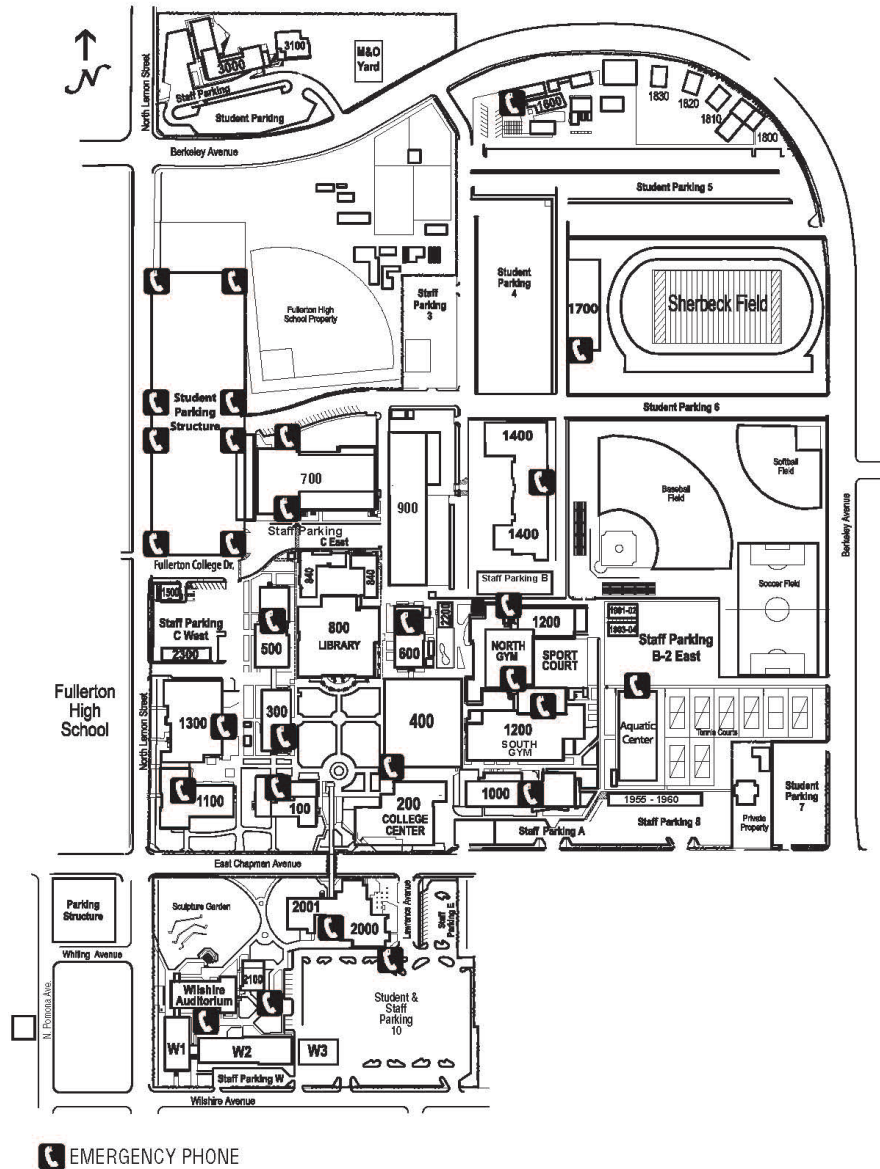 N
North Lemon Street
3000
3100
M&O
Yard
Staff Parking
Student Parking
Berkeley Avenue
1600
1830
1820
1810
1800
Student Parking 5
Student
Parking
4
Staff
Parking
3
Fullerton High
School Property
1700
Sherbeck Field
Student Parking 6
Student
Parking
Structure
700
900
1400
1400
Baseball
Field
Softball
Field
Berkeley Avenue
Staff Parking
C East
Fullerton College Dr.
1500
Staff Parking
C West
2300
500
840
840
800
LIBRARY
600
2200
Staff Parking B
1200
NORTH
GYM
SPORT
COURT
1961-02
1963-04
Staff Parking
B-2 East
Soccer Field
Fullerton
High
School
North Lemon Street
1300
300
400
1200
SOUTH
GYM
Aquatic
Center
Tennis Courts
1100
100
200
COLLEGE
CENTER
1000
1955 - 1960
Staff Parking A
Staff Parking 8
Private
Property
Student
Parking
7
East Chapman Avenue
Parking
Structure
Whiting Avenue
N. Pomona Ave.
Sculpture Garden
2001
2000
Lawrence Avenue
Staff
Parking E
2100
Wilshire
Auditorium
Student &
Staff
Parking
10
W1
W2
W3
Staff Parking W
Wilshire Avenue
EMERGENCY PHONE